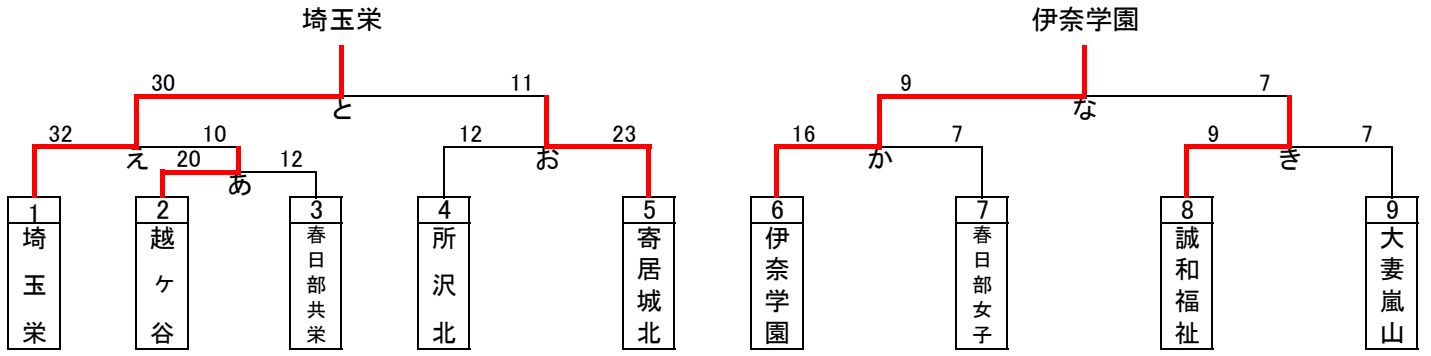 埼玉栄
伊奈学園
30
11
9
7
と
な
32
10
12
23
16
7
9
7
え
お
か
き
20
12
あ
1
2
3
4
5
6
7
8
9
埼玉栄
越ヶ谷
春日部共栄
所沢北
寄居城北
伊奈学園
春日部女子
誠和福祉
大妻嵐山